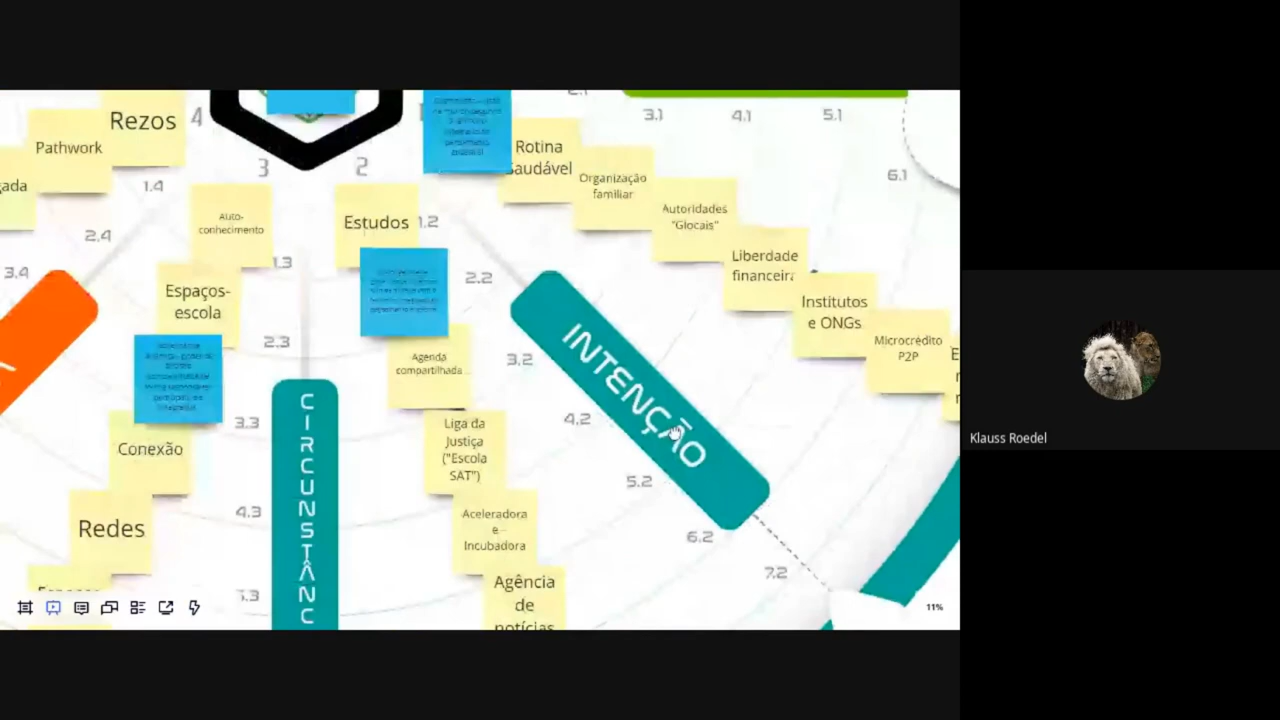 Rezos
4
Pathwork
gada
1.4
2.4
3.4
3
2
Auto-
conhecimento
1.3
Espaços-
escola
2.3
3.3
Conexão
Redes
4.3
CIRCUNSTÂNC
Estudos
1.2
2.2
3.2
4.2
5.2
6.2
7.2
Agenda
compartilhada...
Liga da
Justiça
("Escola
SAT")
Aceleradora
e
Incubadora
Agência
de
notícias
INTENÇÃO
Rotina
Saudável
Organização
familiar
Autoridades
"Glocais"
Liberdade
financeira
Institutos
e ONGs
Microcrédito
P2P
2.1
3.1
4.1
5.1
6.1
11%
Klauss Roedel